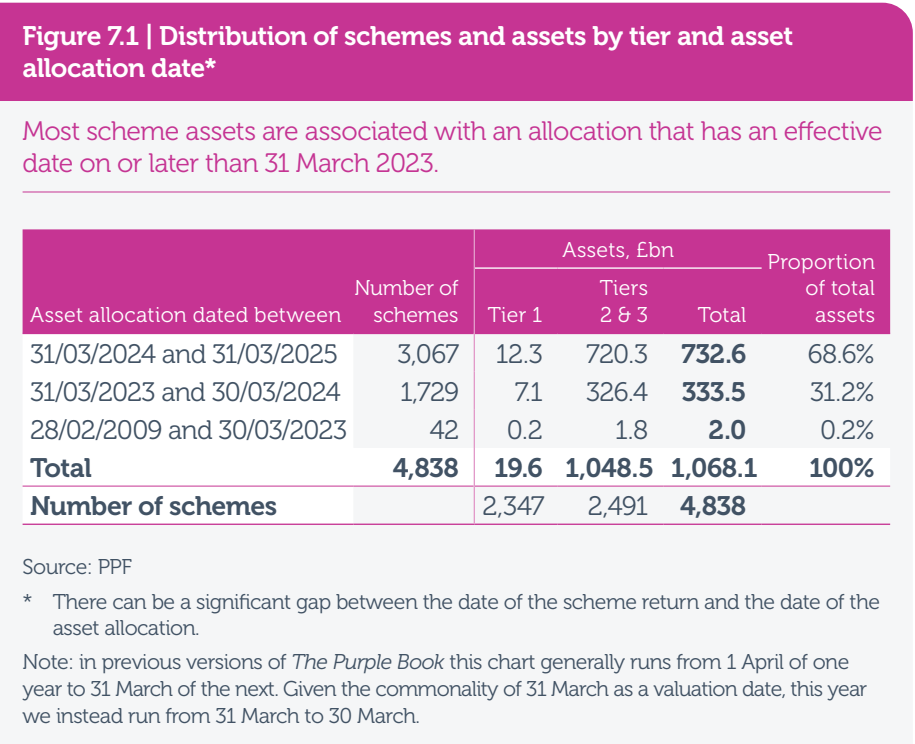 Figure 7.1 | Distribution of schemes and assets by tier and asset
allocation date*
Most scheme assets are associated with an allocation that has an effective
date on or later than 31 March 2023.
Assets, £bn
Asset allocation dated between Number of schemes Tier 1 Tiers 2 & 3 Total Proportion of total assets
31/03/2024 and 31/03/2025 3,067 12.3 720.3 732.6 68.6%
31/03/2023 and 30/03/2024 1,729 7.1 326.4 333.5 31.2%
28/02/2009 and 30/03/2023 42 0.2 1.8 2.0 0.2%
Total 4,838 19.6 1,048.5 1,068.1 100%
Number of schemes 2,347 2,491 4,838
Source: PPF
* There can be a significant gap between the date of the scheme return and the date of the
asset allocation.
Note: in previous versions of The Purple Book this chart generally runs from 1 April of one
year to 31 March of the next. Given the commonality of 31 March as a valuation date, this year
we instead run from 31 March to 30 March.